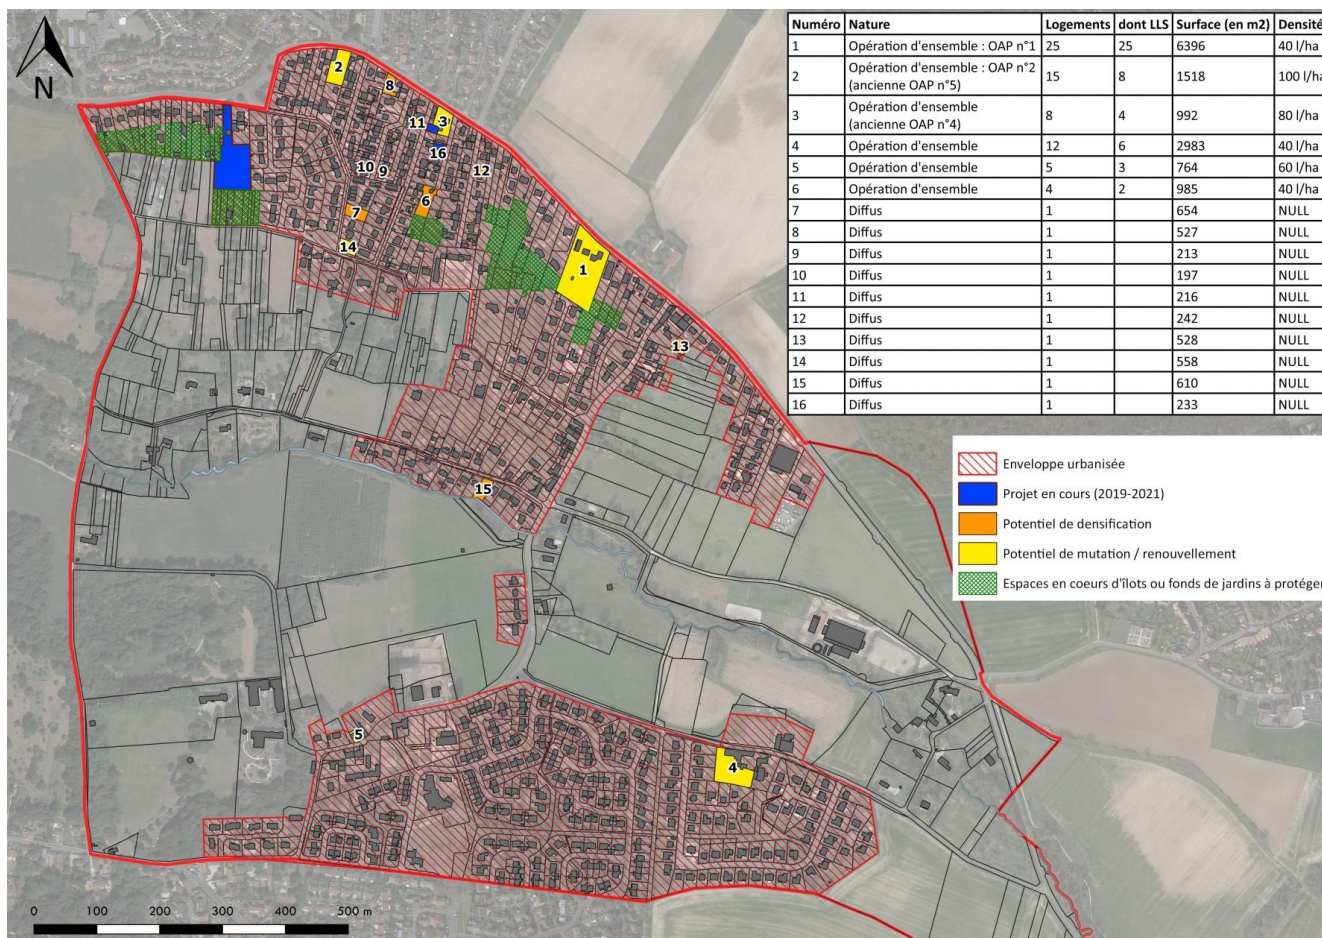 Numéro Nature Logements dont LLS Surface (en m2) Densité
1 Opération d'ensemble : OAP n°1 25 25 6396 40 l/ha
2 Opération d'ensemble : OAP n°2 (ancienne OAP n°5) 15 8 1518 100 l/ha
3 Opération d'ensemble (ancienne OAP n°4) 8 4 992 80 l/ha
4 Opération d'ensemble 12 6 2983 40 l/ha
5 Opération d'ensemble 5 3 764 60 l/ha
6 Opération d'ensemble 4 2 985 40 l/ha
7 Diffus 1 654 NULL
8 Diffus 1 527 NULL
9 Diffus 1 213 NULL
10 Diffus 1 197 NULL
11 Diffus 1 216 NULL
12 Diffus 1 242 NULL
13 Diffus 1 528 NULL
14 Diffus 1 558 NULL
15 Diffus 1 610 NULL
16 Diffus 1 233 NULL
N
2
8
11
3
16
10
9
12
6
7
14
1
13
15
5
4
Enveloppe urbanisée
Projet en cours (2019-2021)
Potentiel de densification
Potentiel de mutation / renouvellement
Espaces en coeurs d'îlots ou fonds de jardins à protéger
0 100 200 300 400 500 m